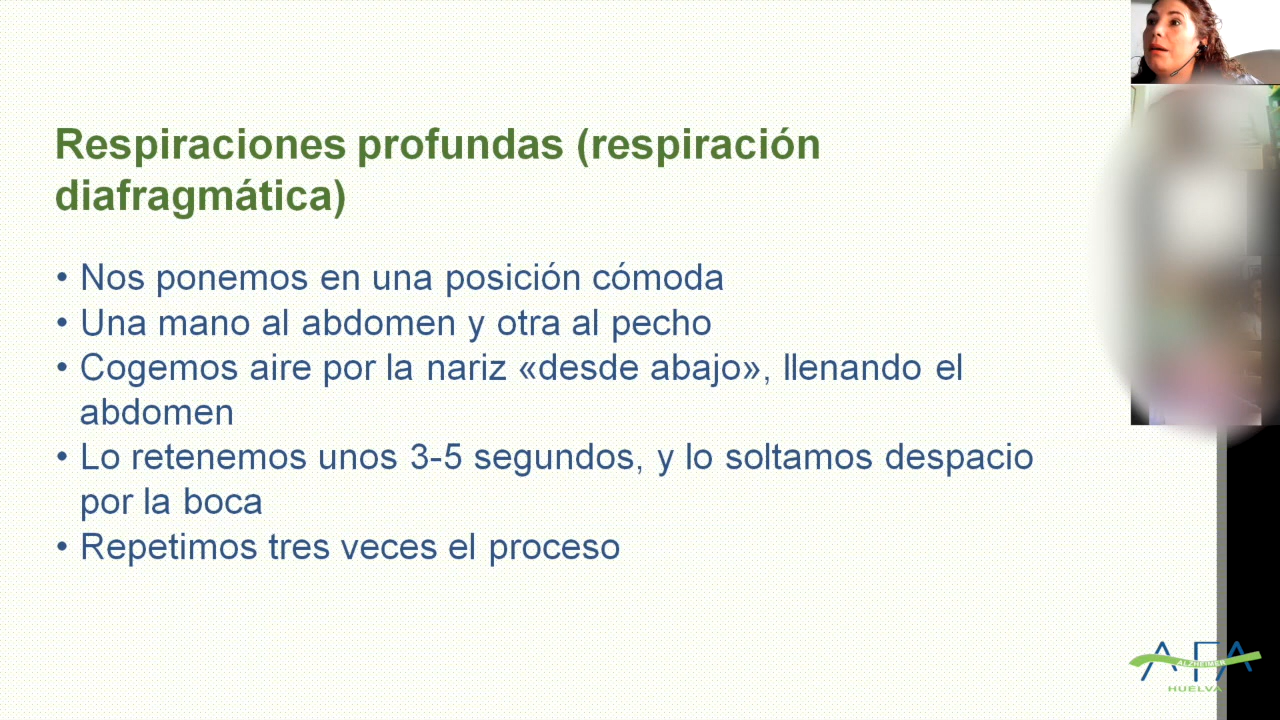 Respiraciones profundas (respiración
diafragmática)
• Nos ponemos en una posición cómoda
• Una mano al abdomen y otra al pecho
• Cogemos aire por la nariz «desde abajo», llenando el
abdomen
• Lo retenemos unos 3-5 segundos, y lo soltamos despacio
por la boca
• Repetimos tres veces el proceso
AFA
ALZHEIMER
HUELVA